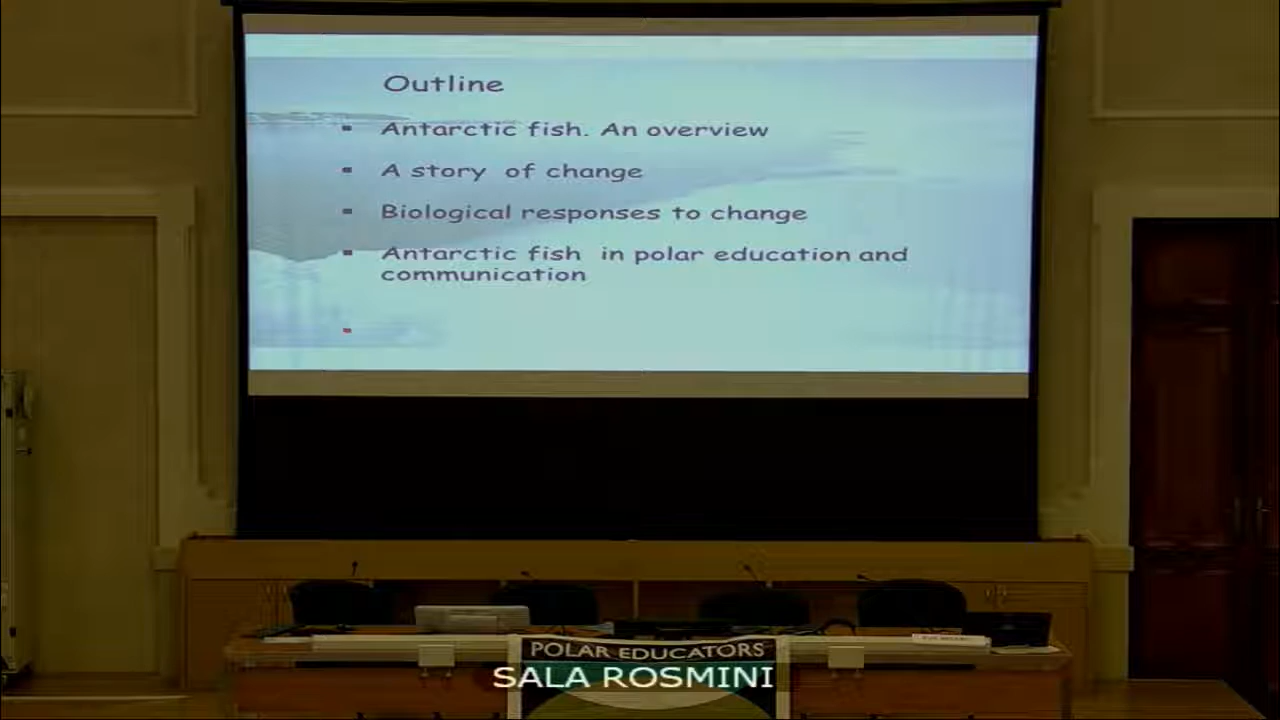 Outline
▪ Antarctic fish. An overview
▪ A story of change
▪ Biological responses to change
▪ Antarctic fish in polar education and
communication
▪
POLAR EDUCATORS
SALA ROSMINI